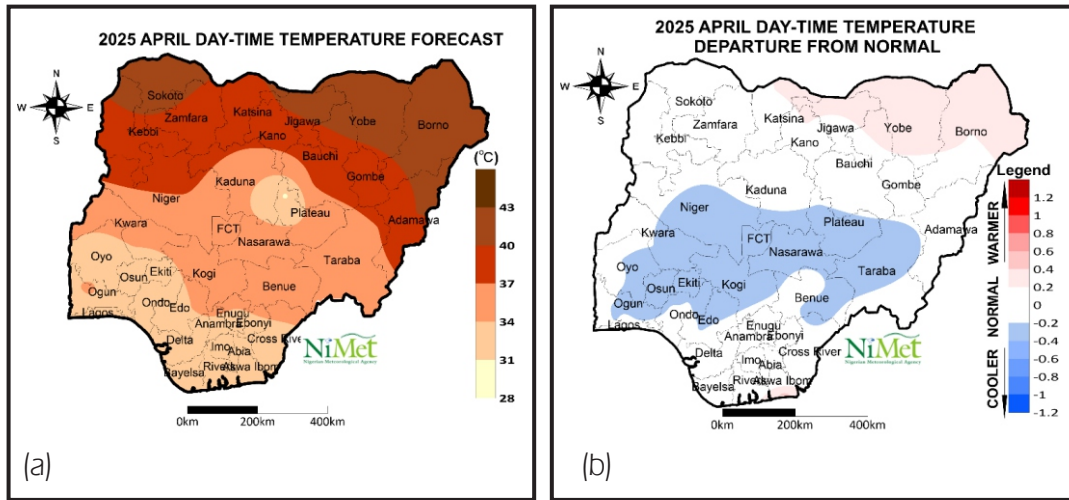 2025 APRIL DAY-TIME TEMPERATURE FORECAST
N
W E
S
Sokoto
Zamfara
Katsina
Kebbi
Kano
Jigawa
Yobe
Borno
Bauchi
Gombe
Kaduna
Niger
Plateau
Adamawa
Kwara
FCT
Nasarawa
Oyo
Taraba
Osun
Ekiti
Kogi
Benue
Ogun
Ondo
Edo
Lagos
Enugu
Anambra
Ebonyi
Delta
Cross River
Imo
Abia
Bayelsa
Rivers
Akwa Ibom
NiMet
Nigerian Meteorological Agency
0km 200km 400km
(°C)
43
40
37
34
31
28
(a)
2025 APRIL DAY-TIME TEMPERATURE
DEPARTURE FROM NORMAL
N
W E
S
Sokoto
Zamfara
Katsina
Kebbi
Kano
Jigawa
Yobe
Borno
Bauchi
Gombe
Kaduna
Niger
Plateau
Adamawa
Kwara
FCT
Nasarawa
Oyo
Taraba
Osun
Ekiti
Kogi
Benue
Ogun
Ondo
Edo
Lagos
Enugu
Anambra
Ebonyi
Delta
Cross River
Imo
Abia
Bayelsa
Rivers
Akwa Ibom
NiMet
Nigerian Meteorological Agency
0km 200km 400km
Legend
1.2
1
0.8
0.6
0.4
0.2
0
-0.2
-0.4
-0.6
-0.8
-1
-1.2
COOLER NORMAL WARMER
(b)